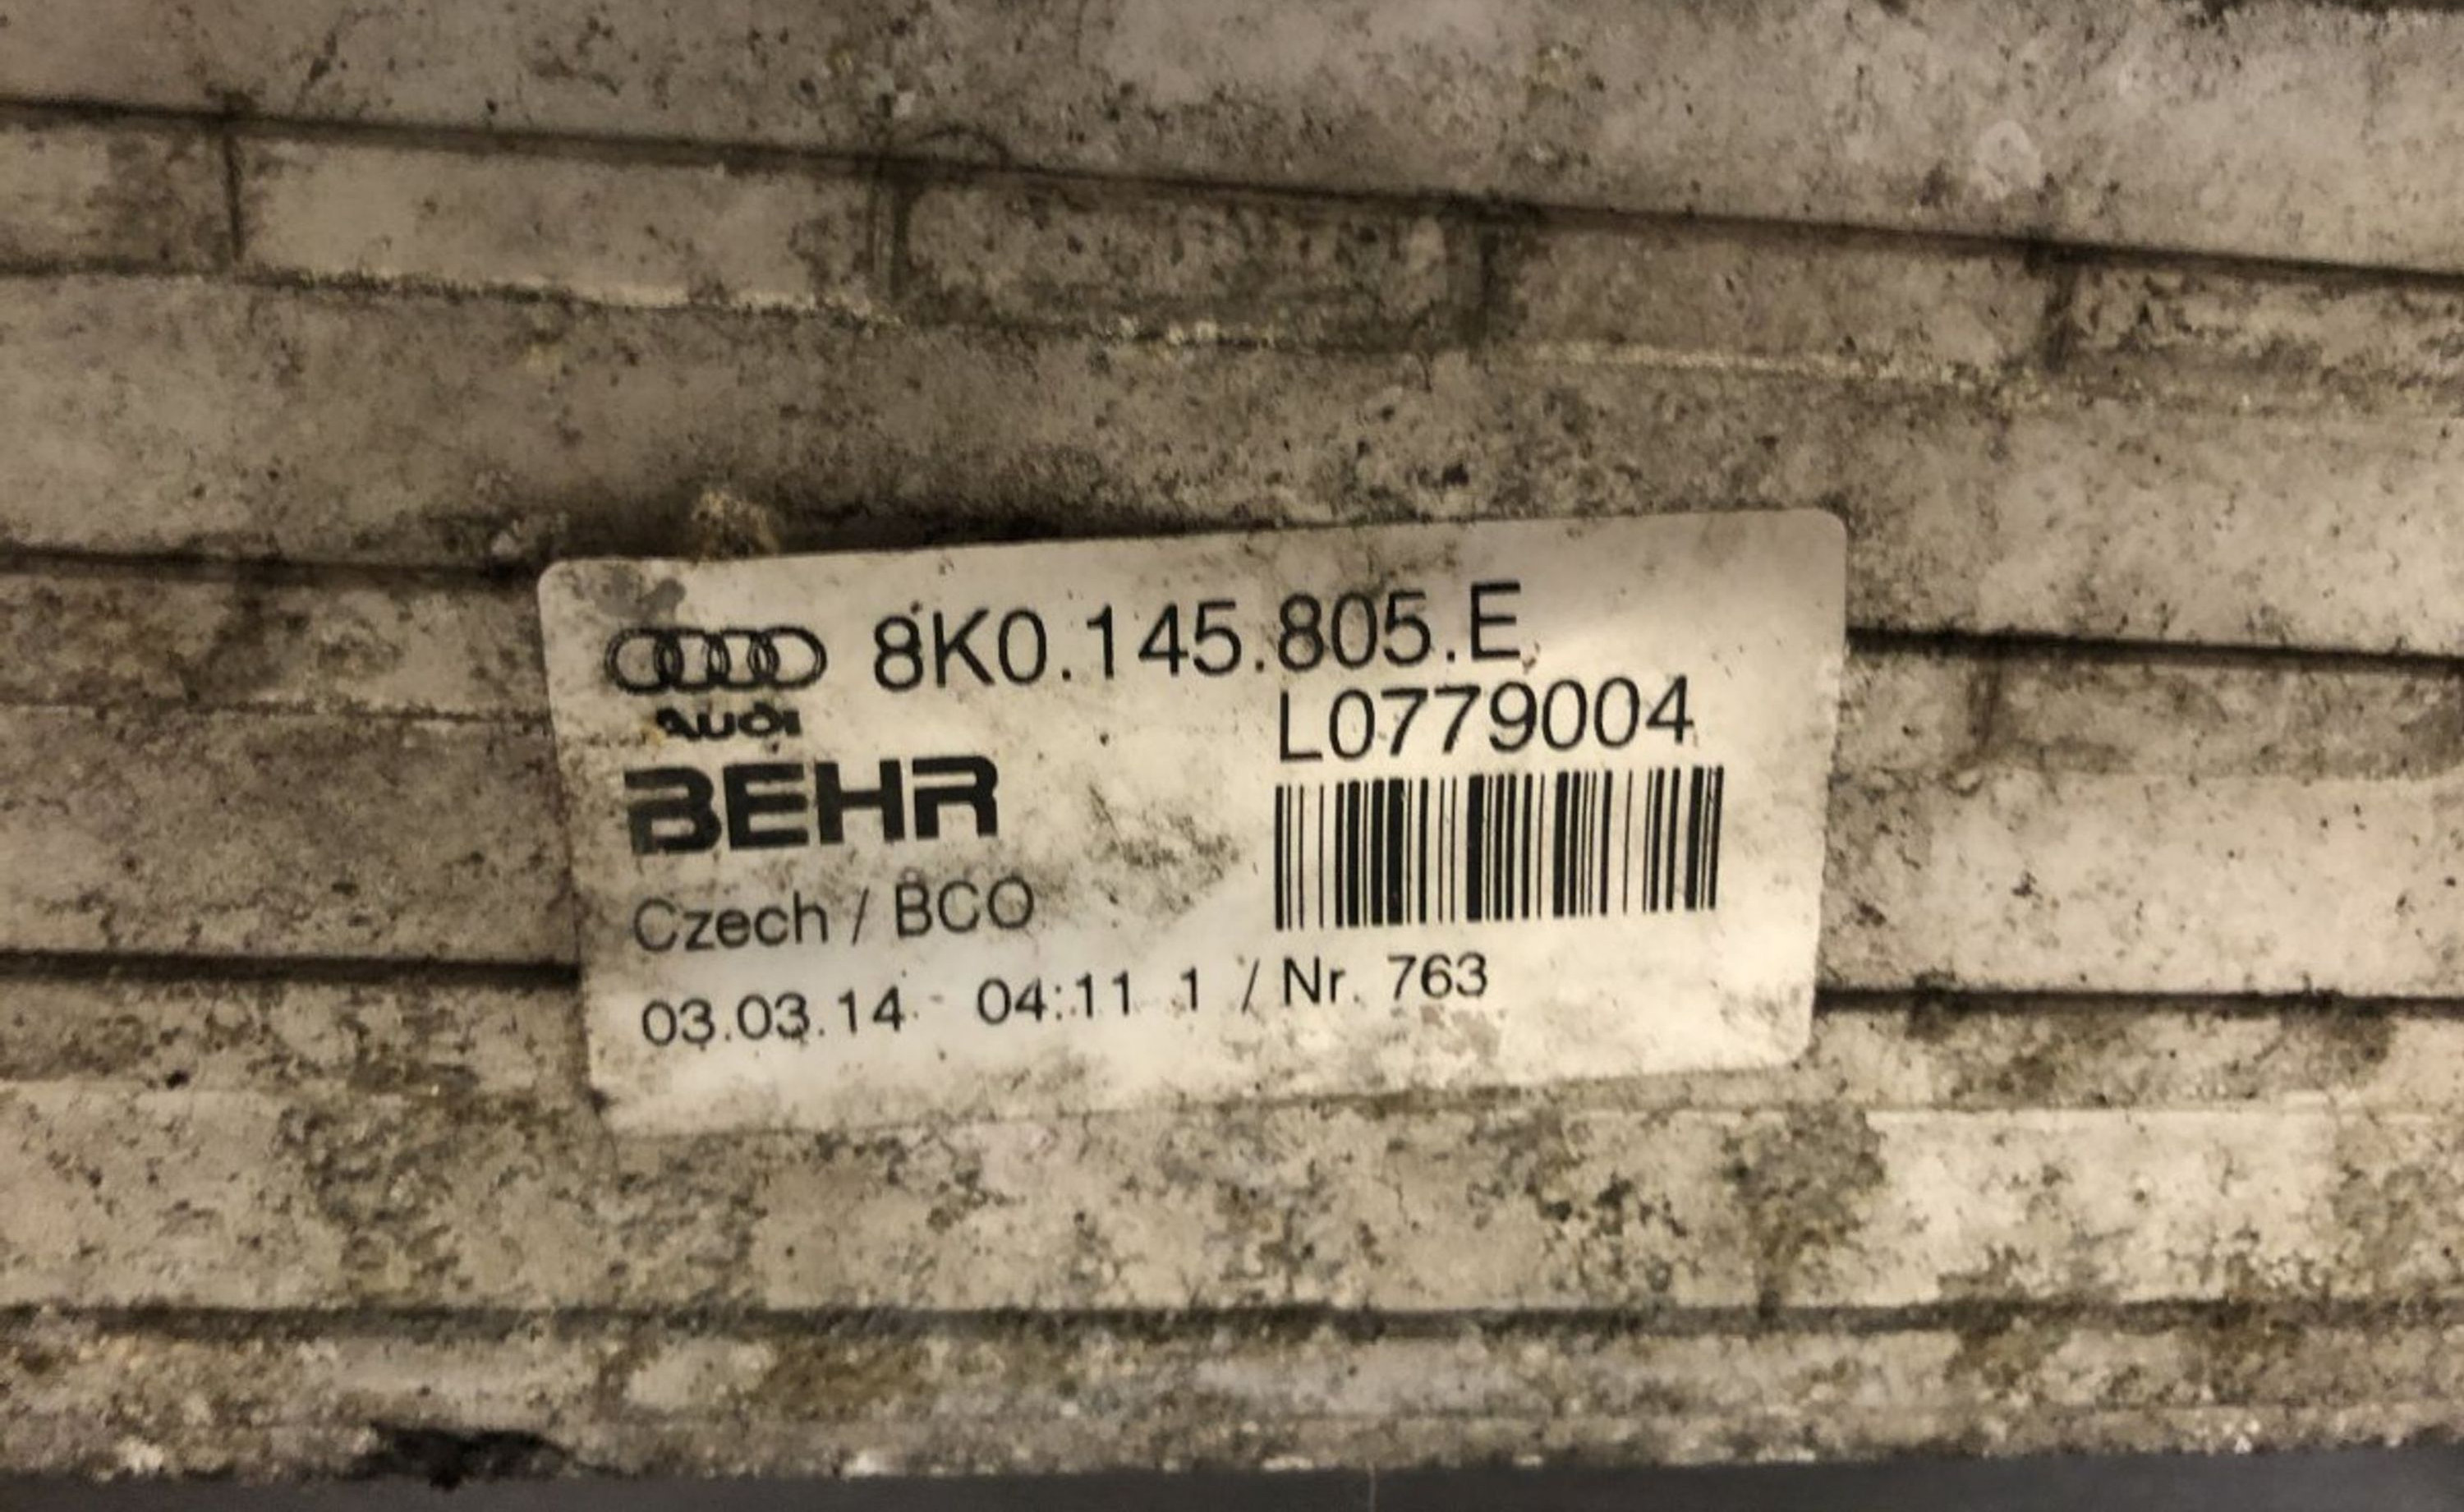 8K0.145.805.E
L0779004
AUDI
BEHR
Czech / BCO
03.03.14 04:11 1 / Nr. 763